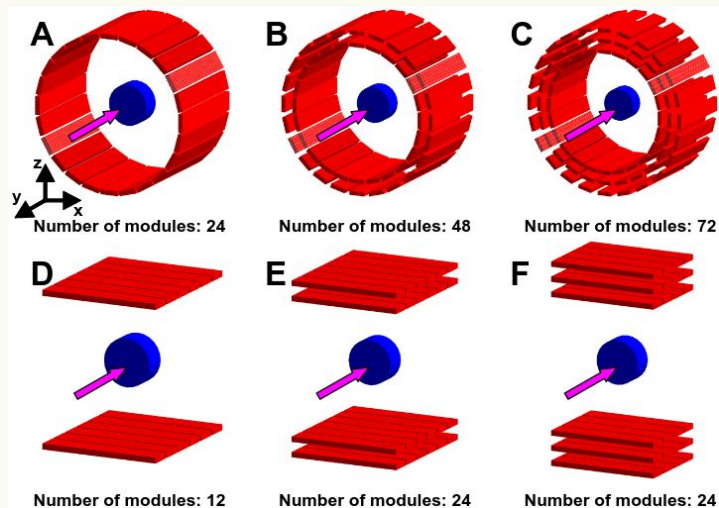 A
B
C
z
y
x
Number of modules: 24
Number of modules: 48
Number of modules: 72
D
E
F
Number of modules: 12
Number of modules: 24
Number of modules: 24